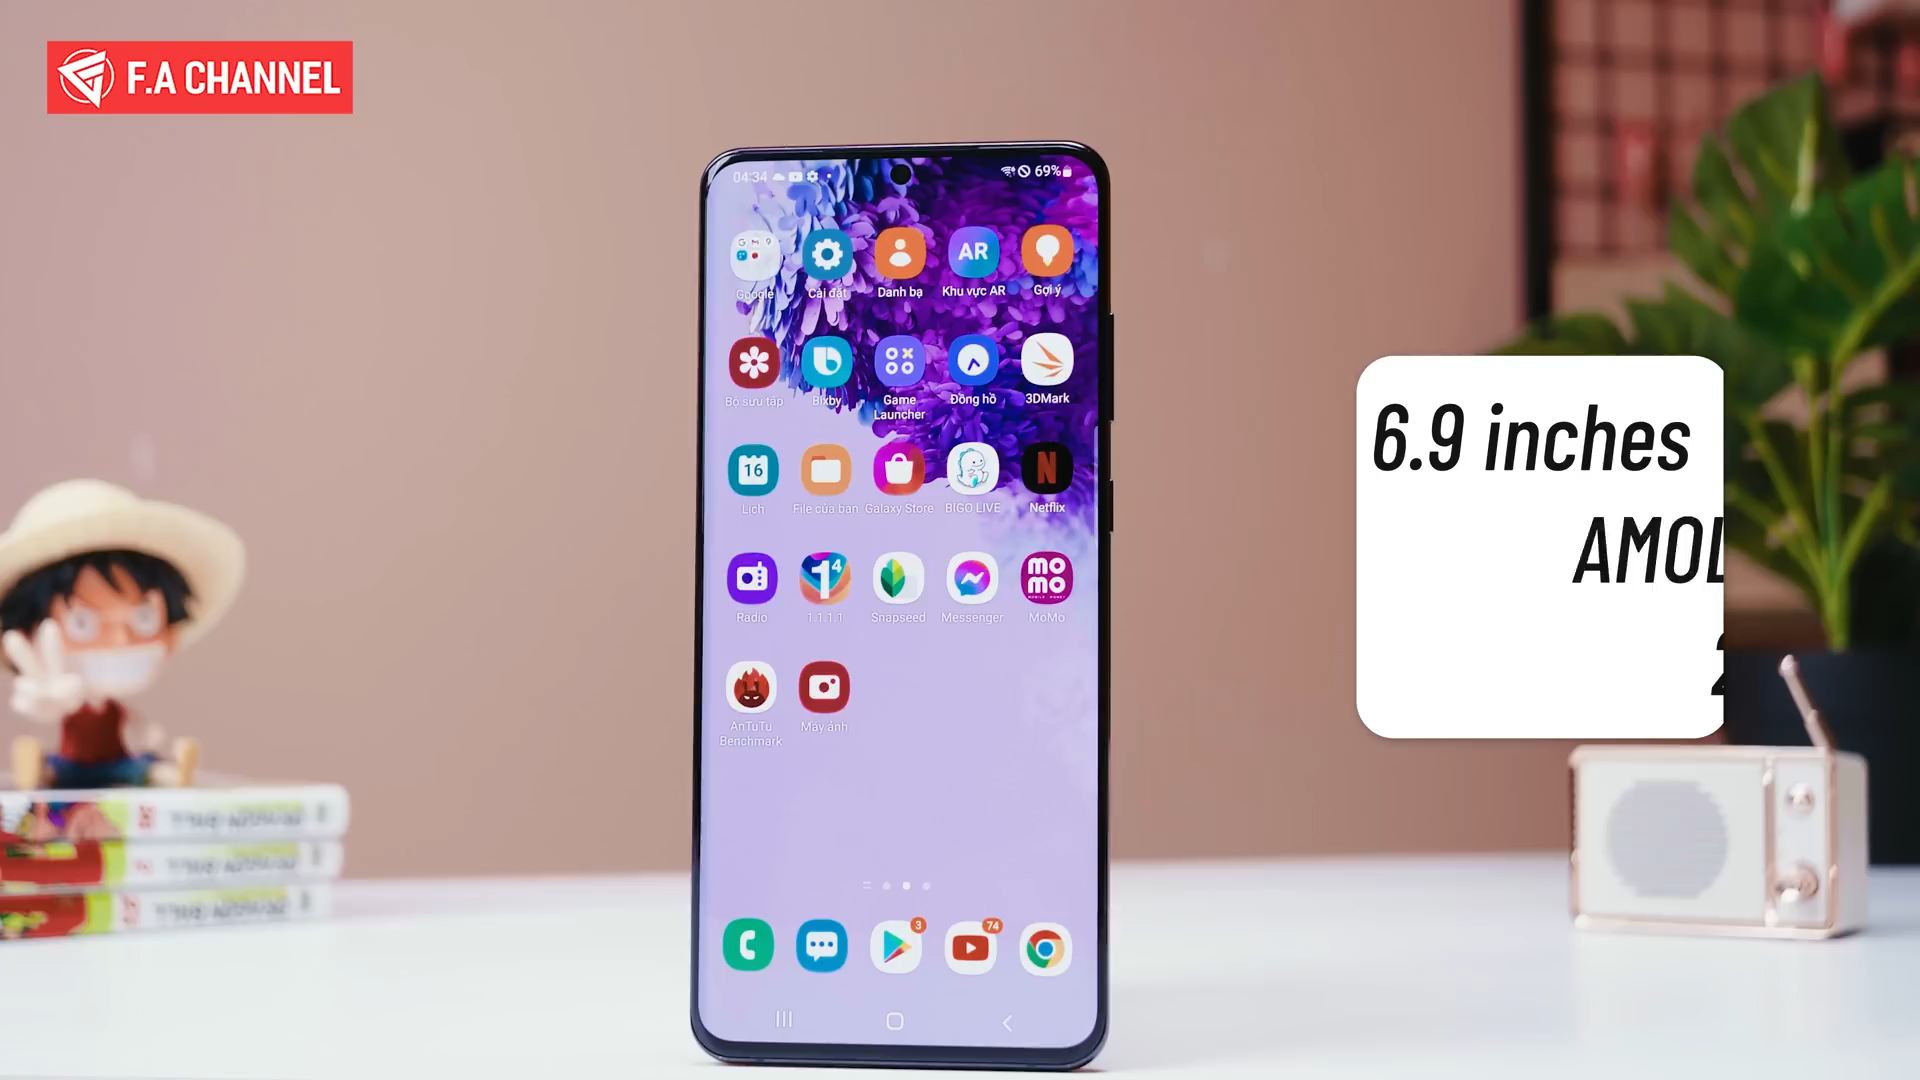 F.A CHANNEL
04:34
69%
Google
Cài đặt
Danh bạ
AR
Khu vực AR
Gợi ý
Bộ sưu tập
Bixby
Game
Launcher
Đồng hồ
3DMark
16
Lịch
File của bạn
Galaxy Store
BIGO LIVE
N
Netflix
Radio
1⁴
1.1.1.1
Snapseed
Messenger
MO
MO
MoMo
AnTuTu
Benchmark
Máy ảnh
3
74
6.9 inches
AMOL
2